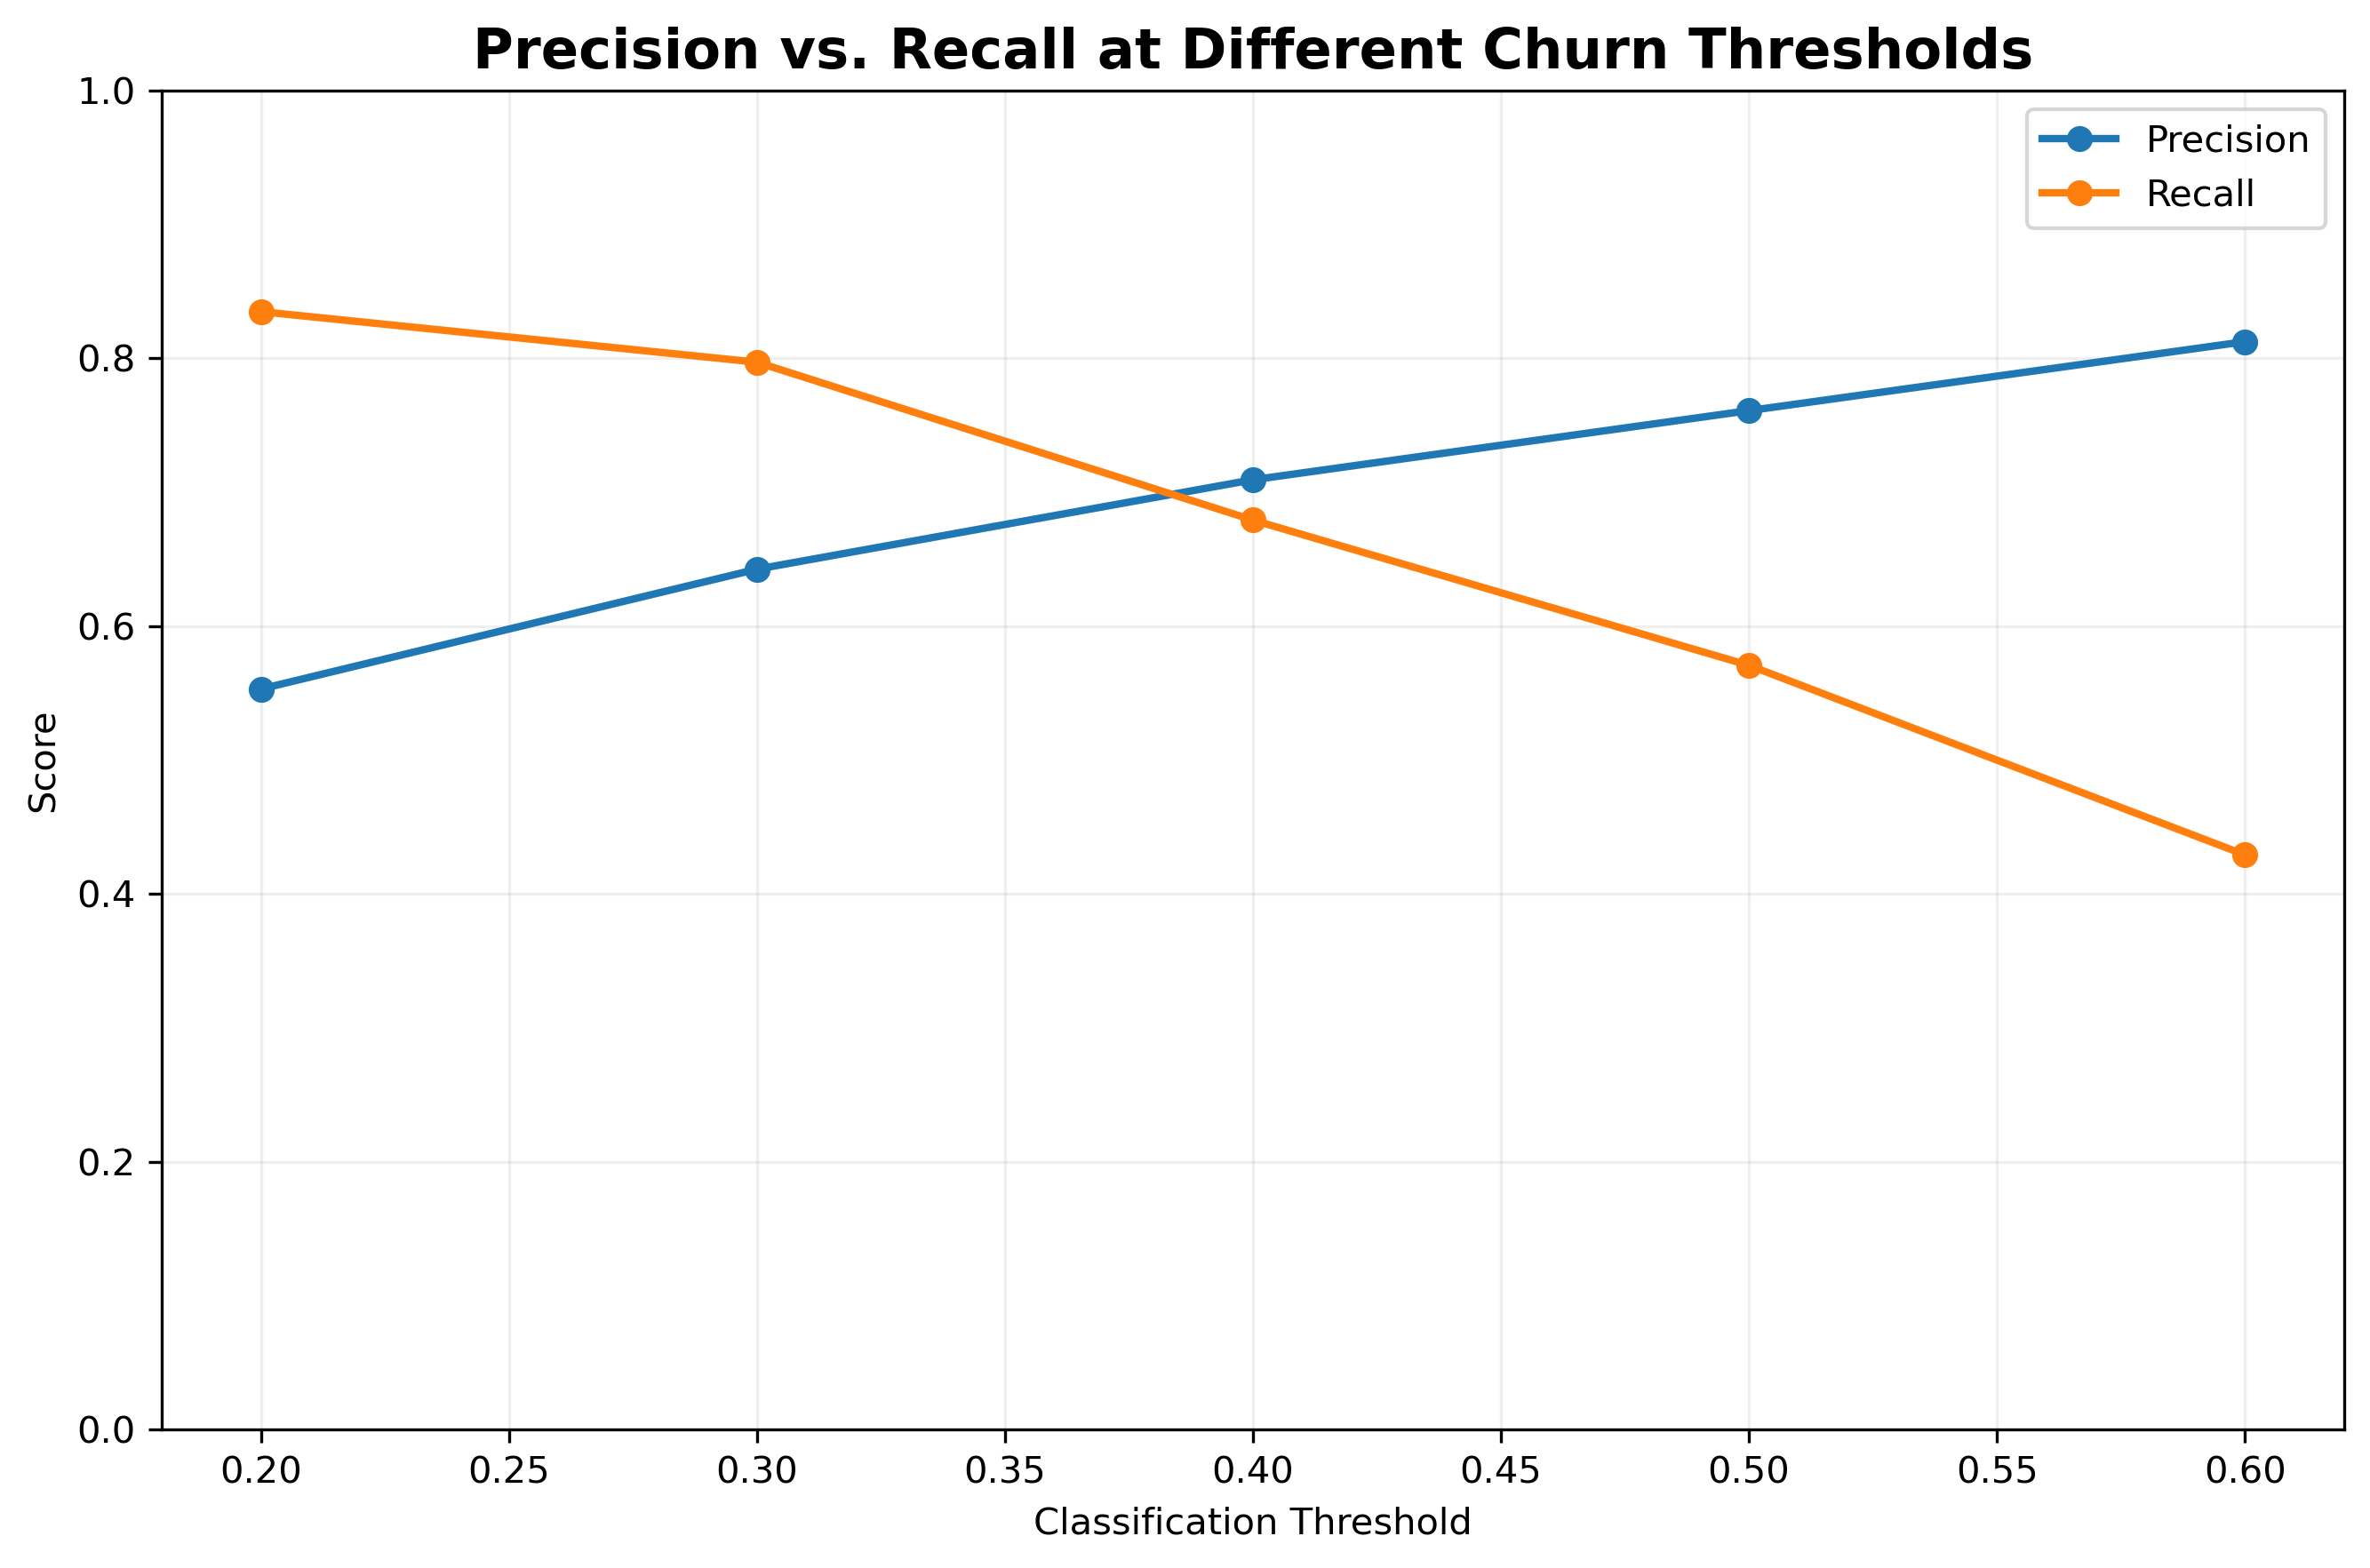 Precision vs. Recall at Different Churn Thresholds
Precision
Recall
1.0
0.8
0.6
0.4
0.2
0.0
Score
0.20 0.25 0.30 0.35 0.40 0.45 0.50 0.55 0.60
Classification Threshold